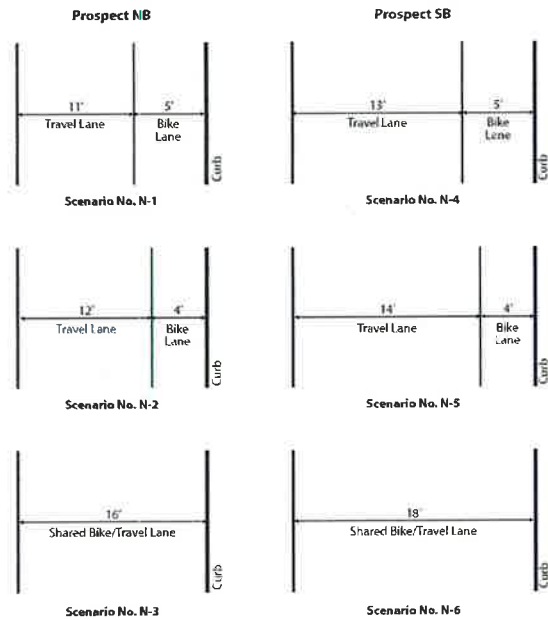 Prospect NB
Prospect SB
11'
5'
Travel Lane
Bike
Lane
Curb
Scenario No. N-1
13'
5'
Travel Lane
Bike
Lane
Curb
Scenario No. N-4
12'
4'
Travel Lane
Bike
Lane
Curb
Scenario No. N-2
14'
4'
Travel Lane
Bike
Lane
Curb
Scenario No. N-5
16'
Shared Bike/Travel Lane
Curb
Scenario No. N-3
18'
Shared Bike/Travel Lane
Curb
Scenario No. N-6